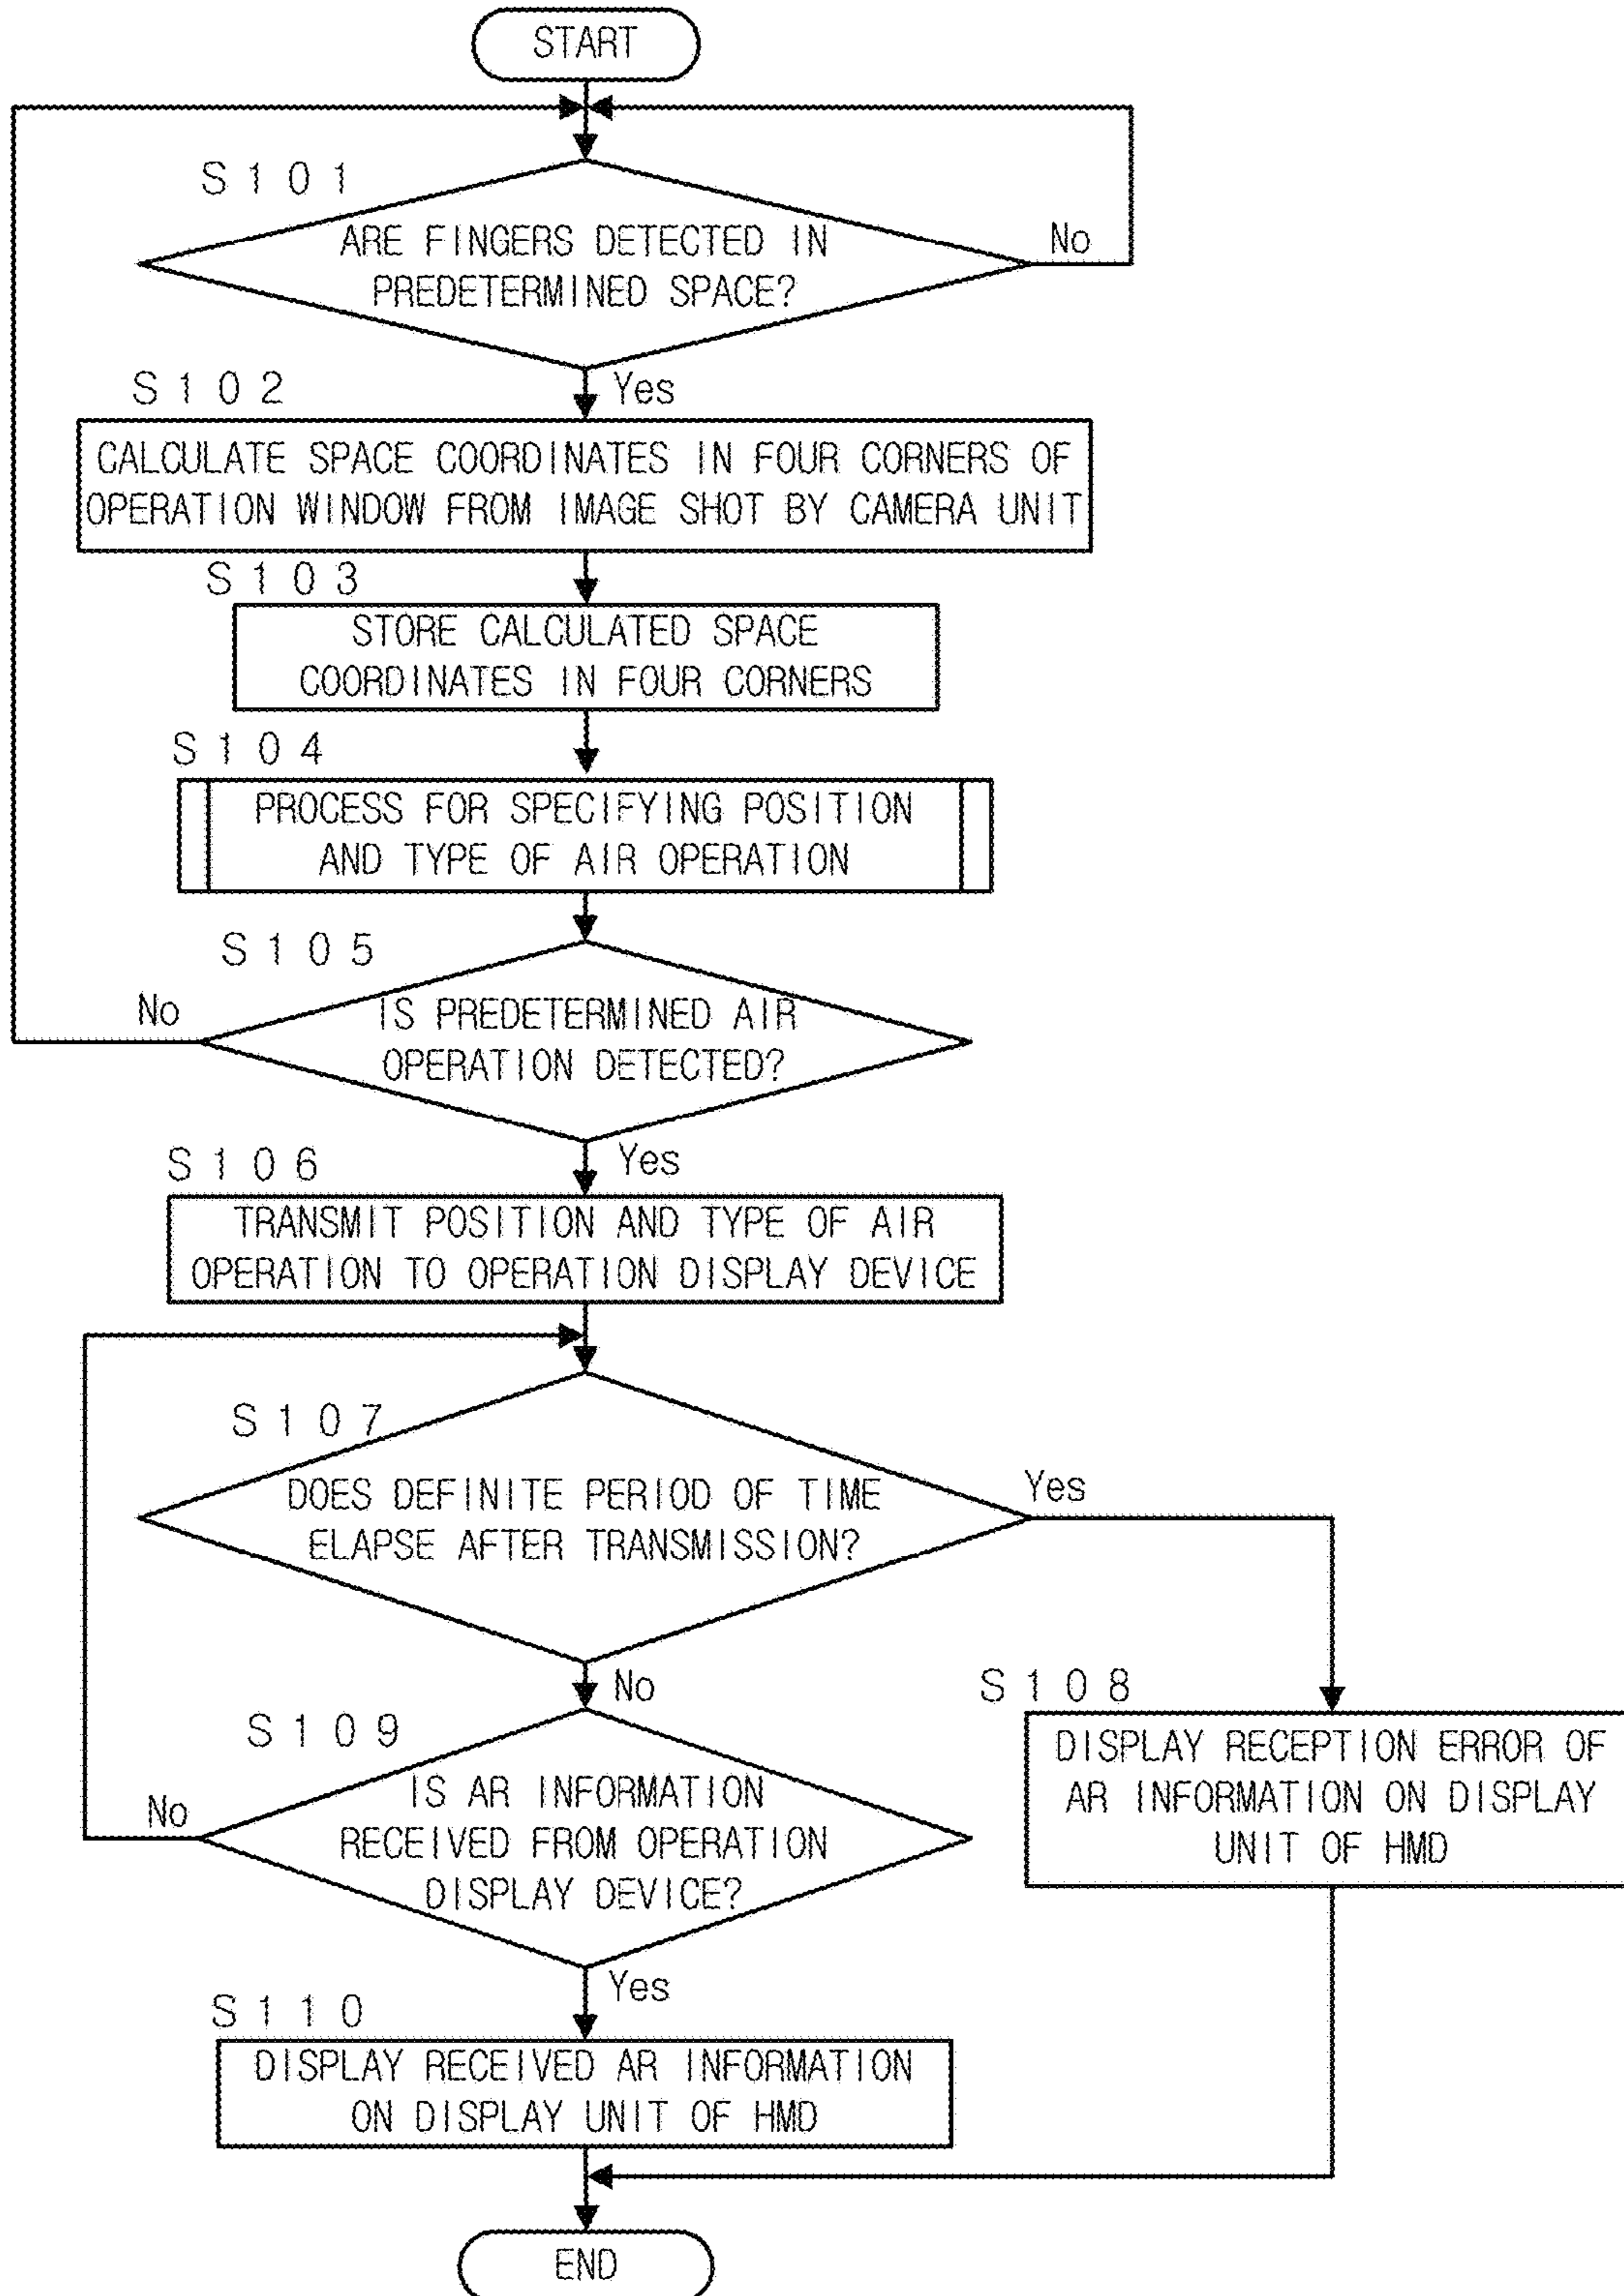 START
S101
ARE FINGERS DETECTED IN
PREDETERMINED SPACE?
No
Yes
S102
CALCULATE SPACE COORDINATES IN FOUR CORNERS OF
OPERATION WINDOW FROM IMAGE SHOT BY CAMERA UNIT
S103
STORE CALCULATED SPACE
COORDINATES IN FOUR CORNERS
S104
PROCESS FOR SPECIFYING POSITION
AND TYPE OF AIR OPERATION
S105
No
IS PREDETERMINED AIR
OPERATION DETECTED?
Yes
S106
TRANSMIT POSITION AND TYPE OF AIR
OPERATION TO OPERATION DISPLAY DEVICE
S107
DOES DEFINITE PERIOD OF TIME
ELAPSE AFTER TRANSMISSION?
Yes
No
S108
DISPLAY RECEPTION ERROR OF
AR INFORMATION ON DISPLAY
UNIT OF HMD
S109
No
IS AR INFORMATION
RECEIVED FROM OPERATION
DISPLAY DEVICE?
Yes
S110
DISPLAY RECEIVED AR INFORMATION
ON DISPLAY UNIT OF HMD
END